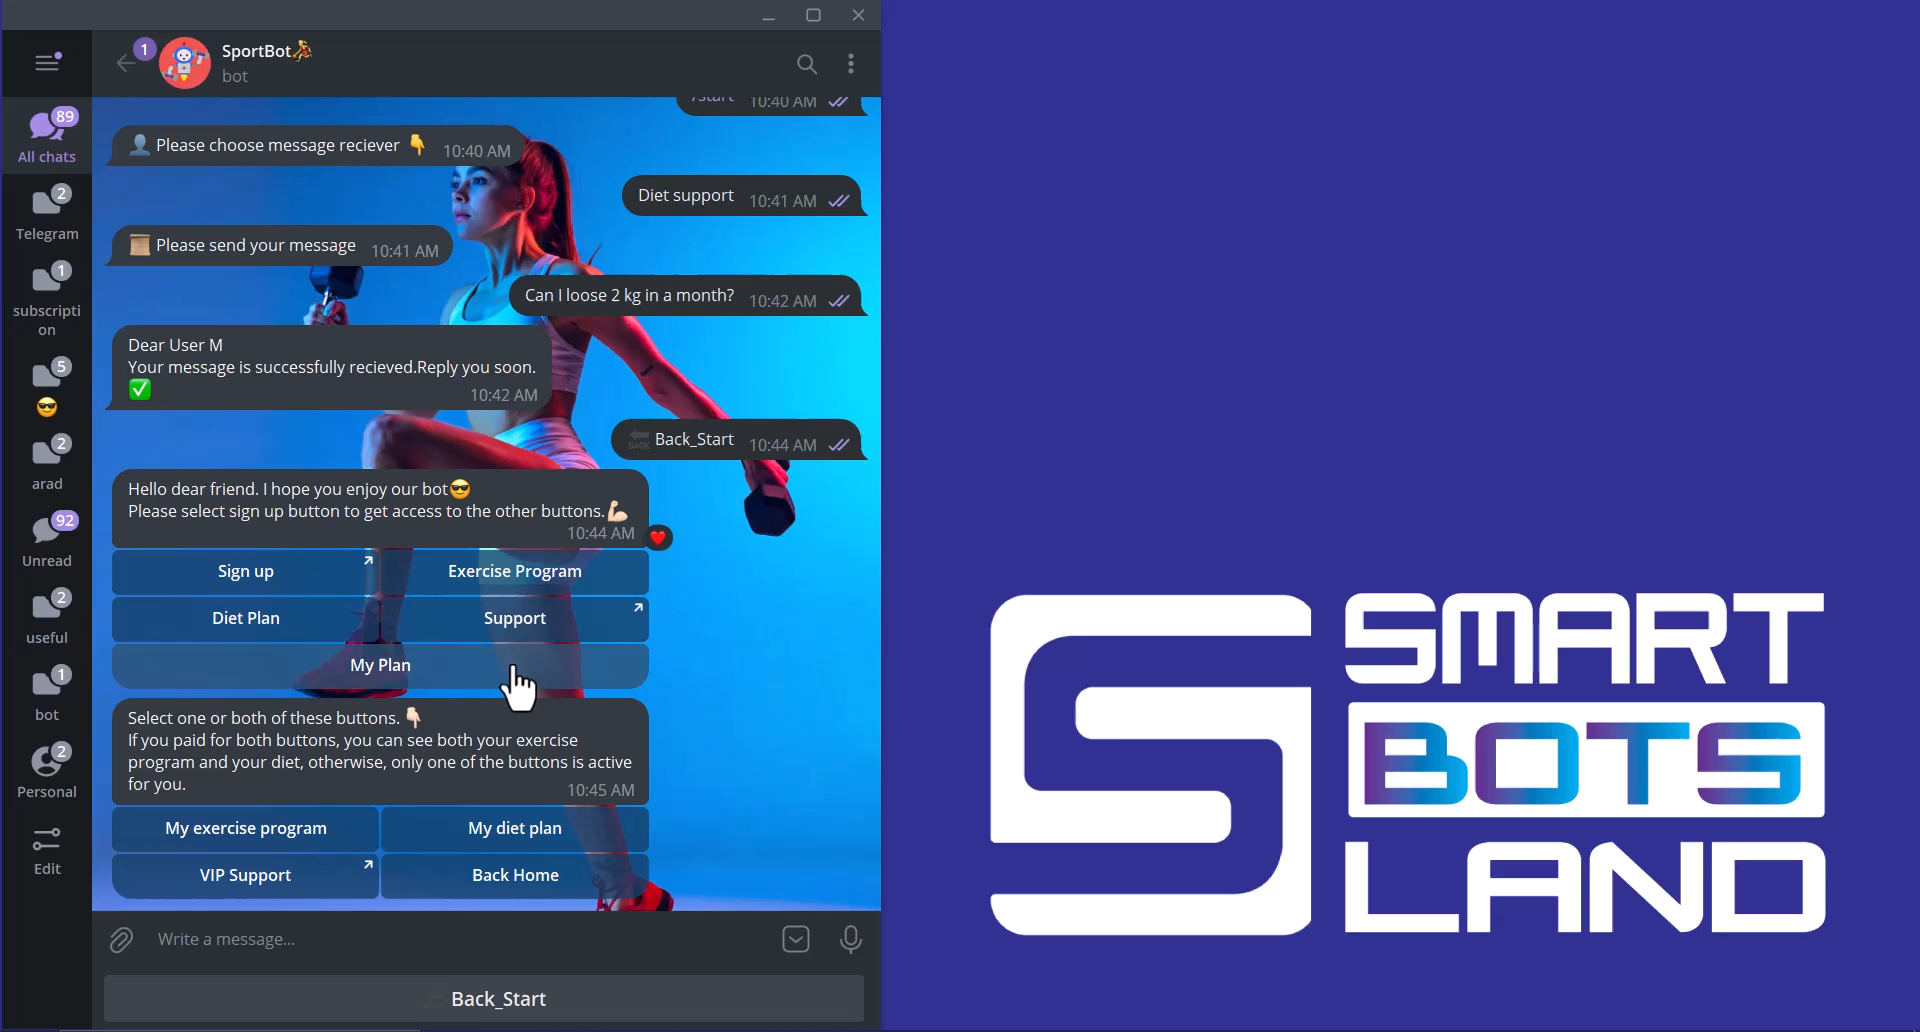 1
SportBot
bot
89
All chats
2
Telegram
1
subscripti
on
5
2
arad
92
Unread
2
useful
1
bot
2
Personal
Edit
/start 10:40 AM
Please choose message reciever 10:40 AM
Diet support 10:41 AM
Please send your message 10:41 AM
Can I loose 2 kg in a month? 10:42 AM
Dear User M
Your message is successfully recieved.Reply you soon.
10:42 AM
BACK Back_Start 10:44 AM
Hello dear friend. I hope you enjoy our bot
Please select sign up button to get access to the other buttons.
10:44 AM
Sign up Exercise Program
Diet Plan Support
My Plan
Select one or both of these buttons.
If you paid for both buttons, you can see both your exercise
program and your diet, otherwise, only one of the buttons is active
for you. 10:45 AM
My exercise program My diet plan
VIP Support Back Home
Write a message...
Back_Start
SMART
BOTS
LAND